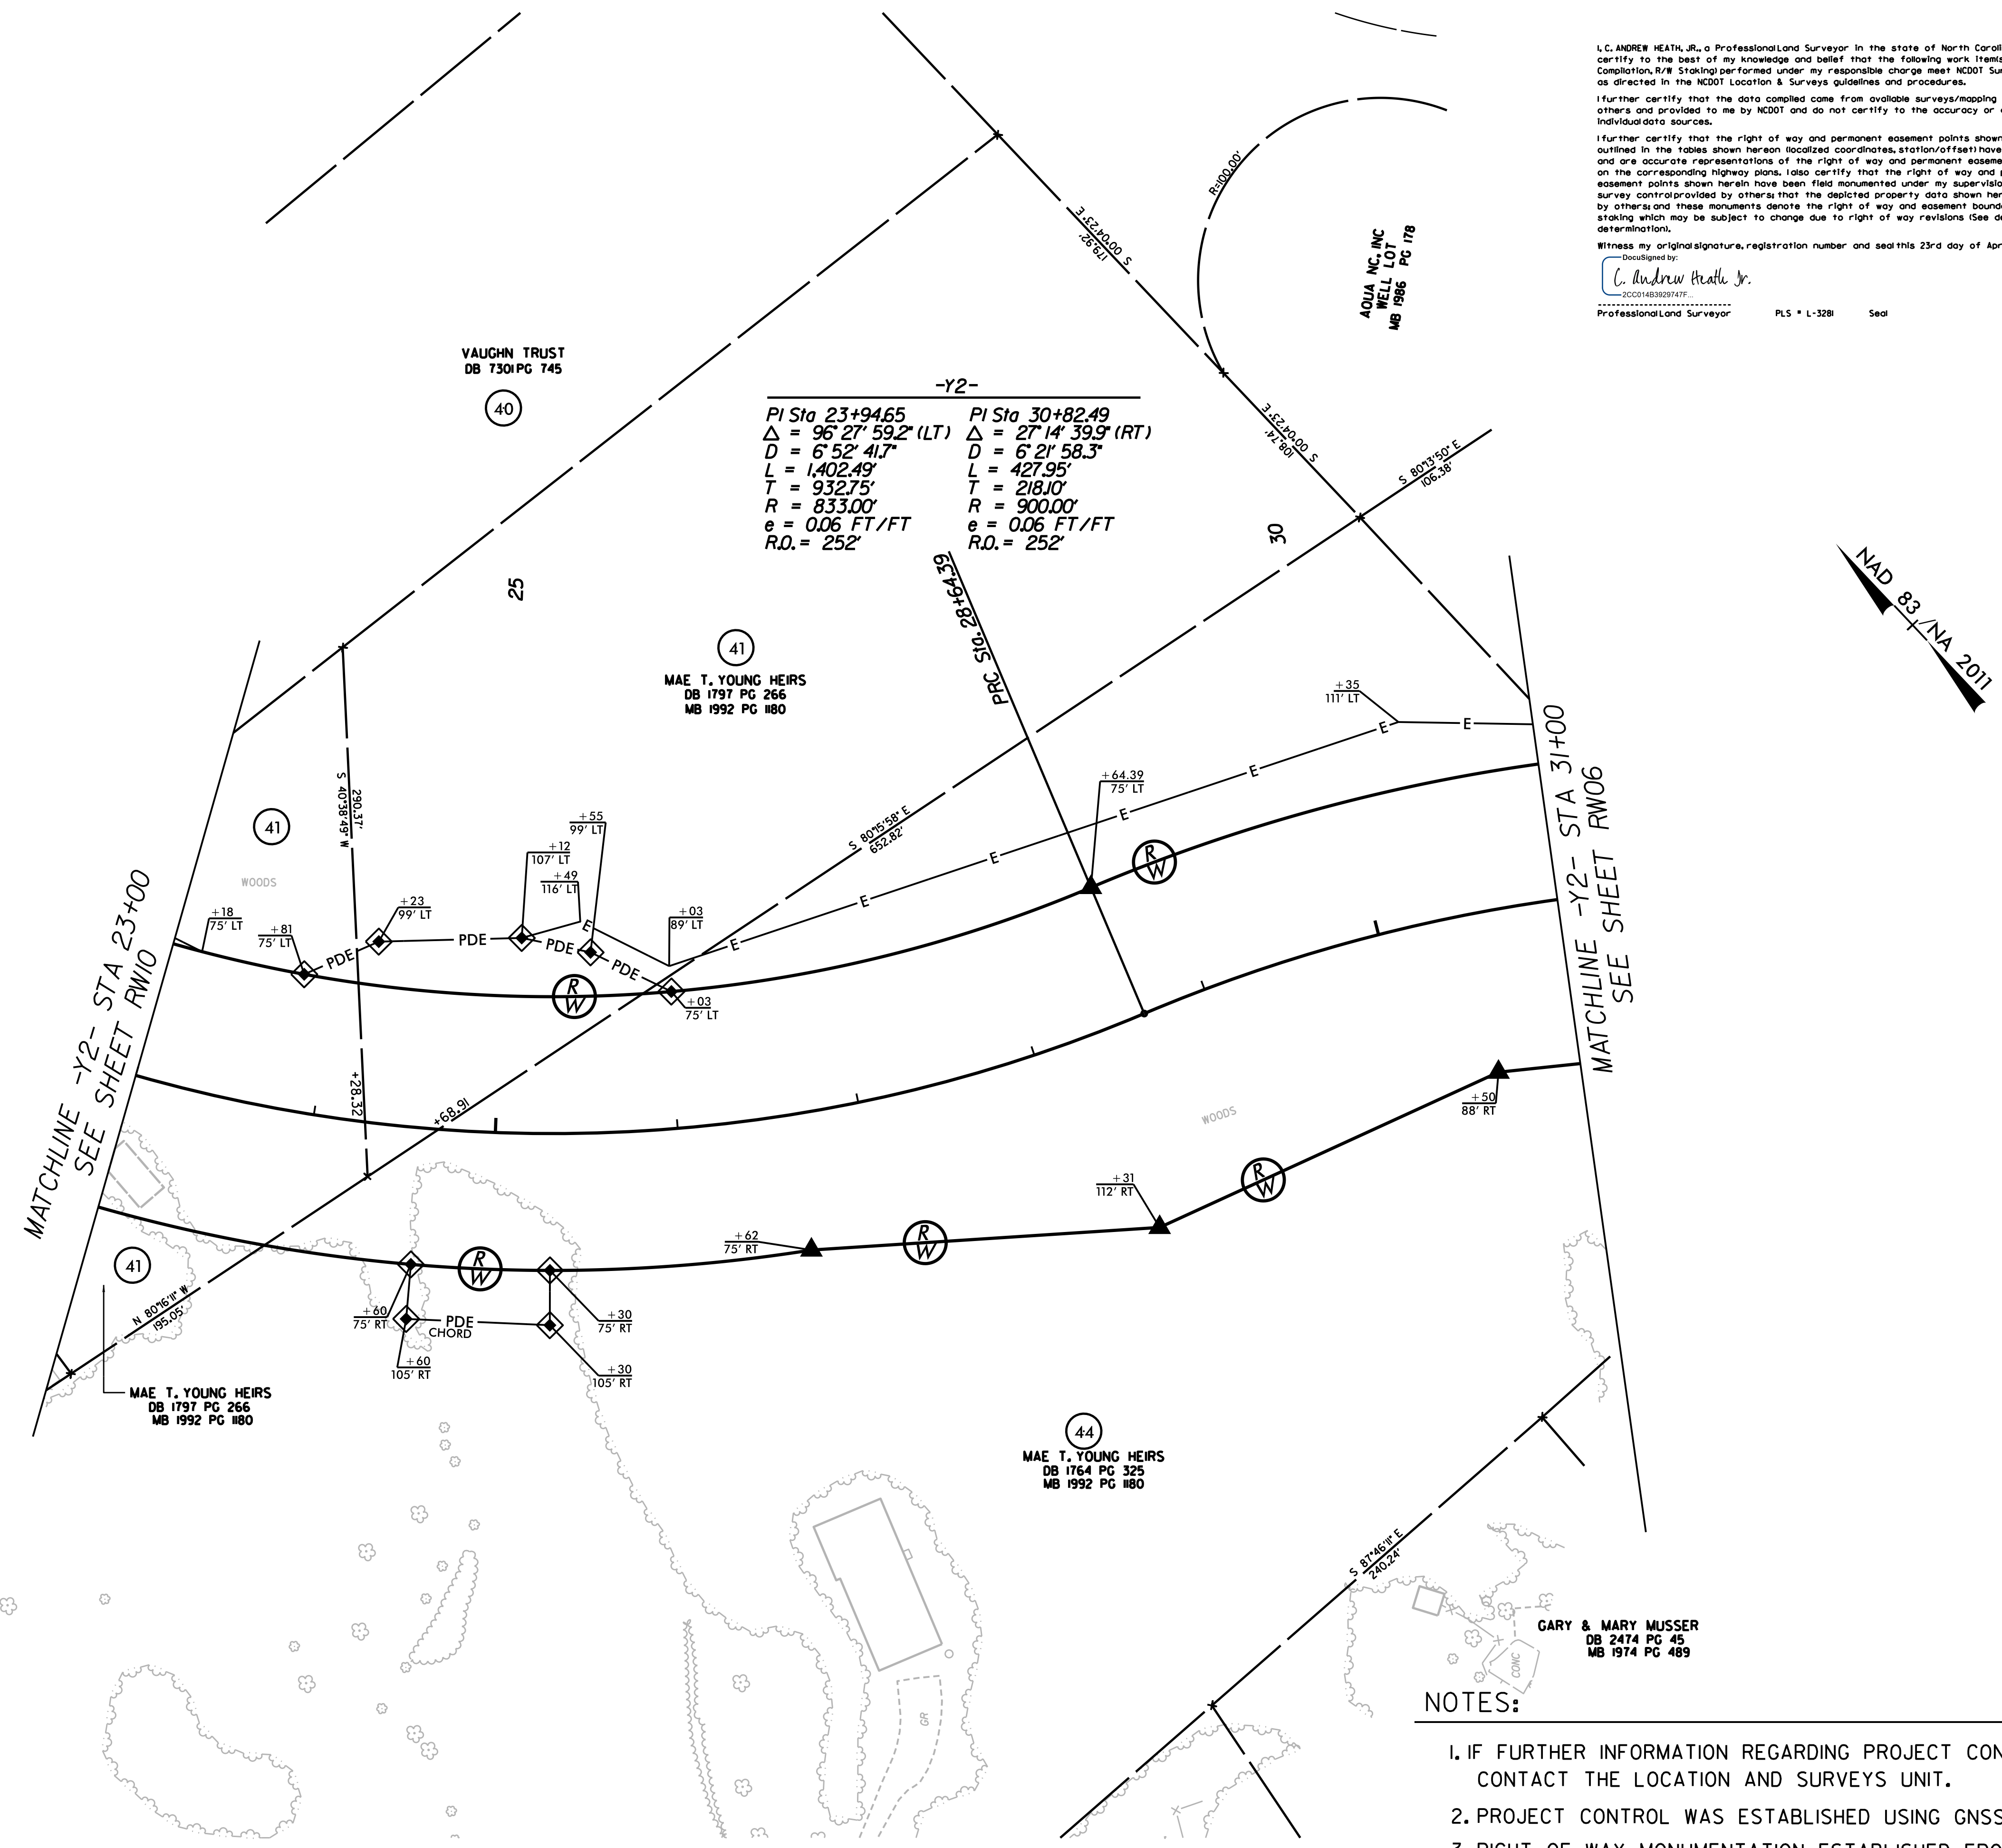 I, C. ANDREW HEATH, JR., a Professional Land Surveyor in the state of North
certify to the best of my knowledge and belief that the following work
Compilation, R/W Staking) performed under my responsible charge meet NCDOT
as directed in the NCDOT Location & Surveys guidelines and procedures.
I further certify that the data compiled came from available surveys/mapping
others and provided to me by NCDOT and do not certify to the accuracy or
individual data sources.
I further certify that the right of way and permanent easement points shown
outlined in the tables shown hereon (localized coordinates, station/offset) have
and are accurate representations of the right of way and permanent
on the corresponding highway plans. I also certify that the right of way and
easement points shown herein have been field monumented under my
survey control provided by others; that the depicted property data shown
by others; and these monuments denote the right of way and easement
staking which may be subject to change due to right of way revisions (See
determination).
Witness my original signature, registration number and seal this 23rd day of
DocuSigned by:
C. Andrew Heath Jr.
2CC014B3929747F...
Professional Land Surveyor PLS # L-3281 Seal
R=100.00'
S 00°04'23" E
179.92'
AQUA NC, INC
WELL LOT
MB 1986 PG 178
VAUGHN TRUST
DB 7301 PG 745
40
-Y2-
PI Sta 23+94.65 PI Sta 30+82.49
Δ = 96° 27' 59.2" (LT) Δ = 27° 14' 39.9" (RT)
D = 6° 52' 41.7" D = 6° 21' 58.3"
L = 1,402.49' L = 427.95'
T = 932.75' T = 218.10'
R = 833.00' R = 900.00'
e = 0.06 FT/FT e = 0.06 FT/FT
R.O. = 252' R.O. = 252'
S 00°04'23" E
108.74'
S 80°13'50" E
106.38'
30
25
PRC Sta. 28+64.39
NAD 83/NA 2011
41
MAE T. YOUNG HEIRS
DB 1797 PG 266
MB 1992 PG 1180
+35
111' LT
E
E
E
E
E
E
E
E
MATCHLINE -Y2- STA 31+00
SEE SHEET RW06
+64.39
75' LT
S 40°38'49" W
290.37'
S 80°15'58" E
652.82'
41
WOODS
+55
99' LT
+12
107' LT
+49
116' LT
+23
99' LT
+18
75' LT
+81
75' LT
+03
89' LT
PDE
PDE
PDE
PDE
R
W
R
W
+03
75' LT
MATCHLINE -Y2- STA 23+00
SEE SHEET RW10
+28.32
+68.91
WOODS
+50
88' RT
+31
112' RT
R
W
+62
75' RT
R
W
41
R
W
N 80°16'11" W
195.05'
+60
75' RT
PDE
CHORD
+30
75' RT
+60
105' RT
+30
105' RT
MAE T. YOUNG HEIRS
DB 1797 PG 266
MB 1992 PG 1180
44
MAE T. YOUNG HEIRS
DB 1764 PG 325
MB 1992 PG 1180
S 87°46'11" E
240.24'
GARY & MARY MUSSER
DB 2474 PG 45
MB 1974 PG 489
CONC
GR
NOTES:
1. IF FURTHER INFORMATION REGARDING PROJECT
CONTACT THE LOCATION AND SURVEYS UNIT.
2. PROJECT CONTROL WAS ESTABLISHED USING GNSS
3. RIGHT OF WAY MONUMENTATION ESTABLISHED